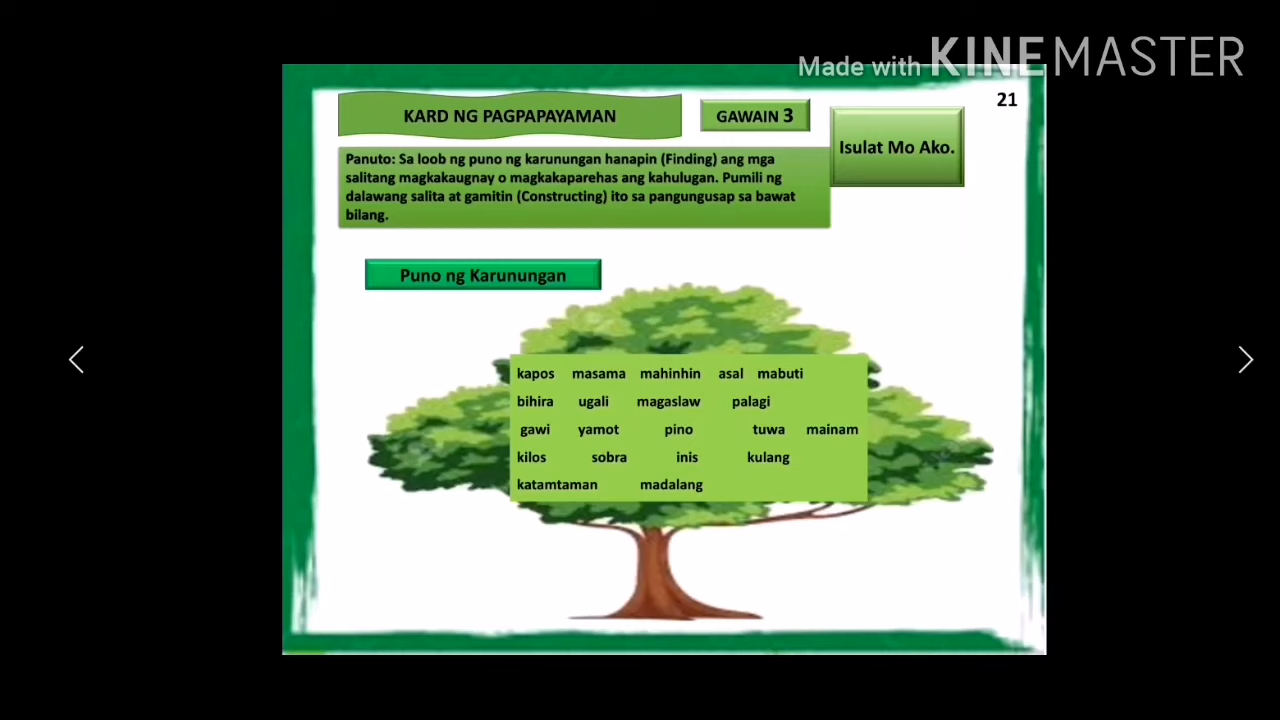 Made with KINEMASTER
21
KARD NG PAGPAPAYAMAN
GAWAIN 3
Isulat Mo Ako.
Panuto: Sa loob ng puno ng karunungan hanapin (Finding) ang mga
salitang magkakaugnay o magkakaparehas ang kahulugan. Pumili ng
dalawang salita at gamitin (Constructing) ito sa pangungusap sa bawat
bilang.
Puno ng Karunungan
kapos masama mahinhin asal mabuti
bihira ugali magaslaw palagi
gawi yamot pino tuwa mainam
kilos sobra inis kulang
katamtaman madalang